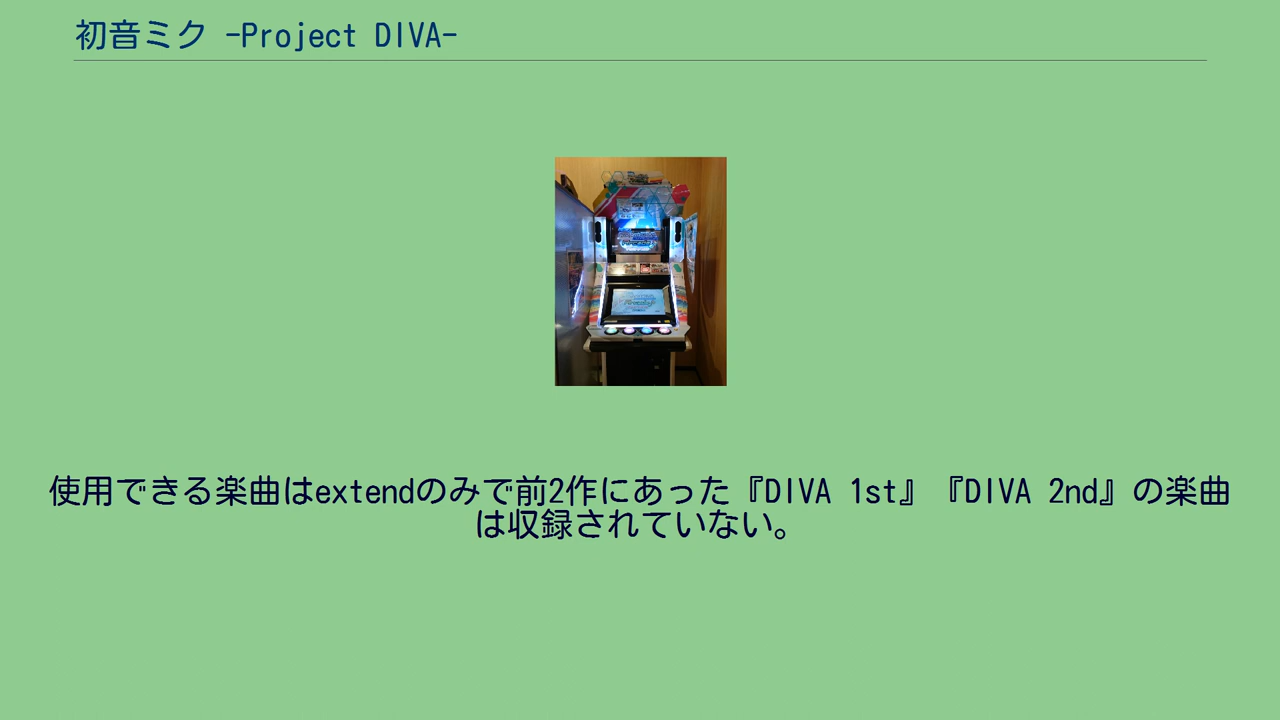 初音ミク -Project DIVA-
使用できる楽曲はextendのみで前2作にあった『DIVA 1st』『DIVA 2nd』の楽曲
は収録されていない。